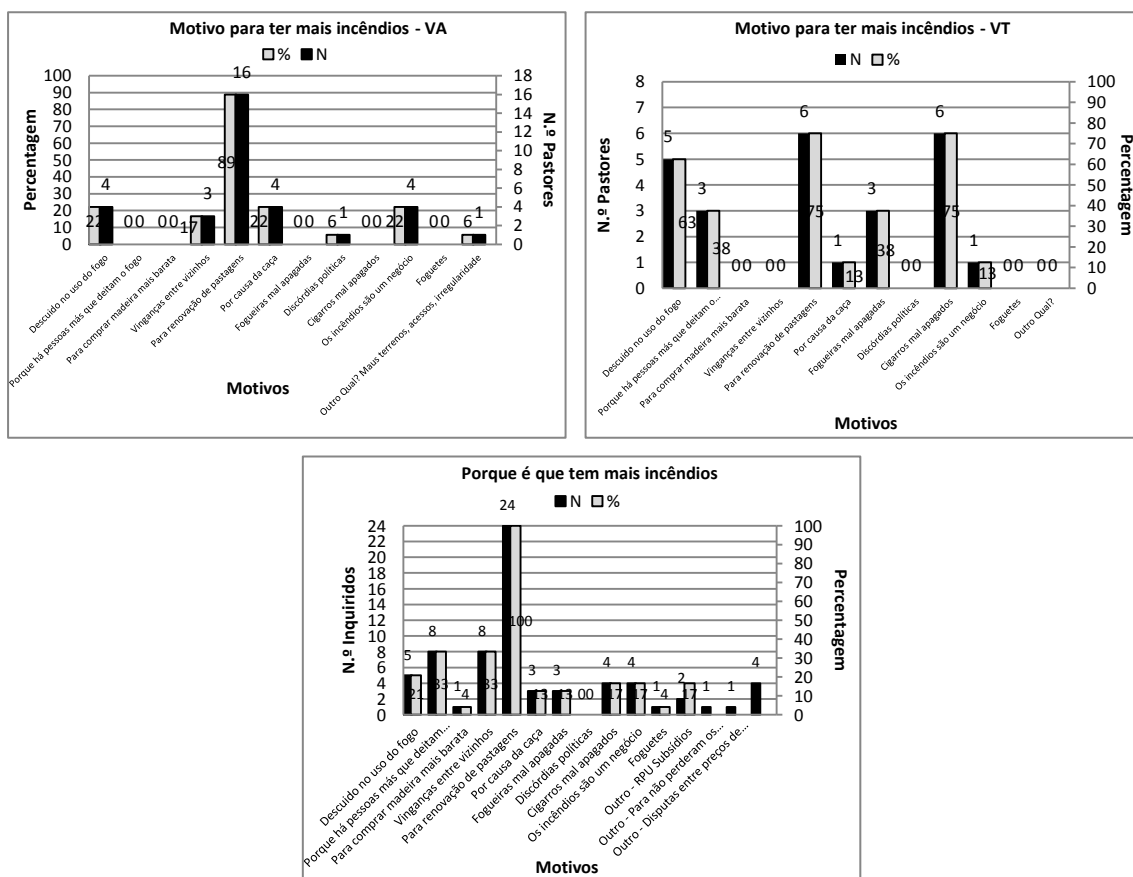 Motivo para ter mais incêndios - VA
% N
Percentagem
100
90
80
70
60
50
40
30
20
10
0
18
16
14
12
10
8
6
4
2
0
N.º Pastores
22 4
0 0
0 0
17 3
89 16
22 4
0 0
6 1
0 0
22 4
0 0
6 1
Descuido no uso do fogo
Porque há pessoas más que deitam o fogo
Para comprar madeira mais barata
Vinganças entre vizinhos
Para renovação de pastagens
Por causa da caça
Fogueiras mal apagadas
Discórdias políticas
Cigarros mal apagados
Os incêndios são um negócio
Foguetes
Outro Qual? Maus terrenos, acessos, irregularidade
Motivos
Motivo para ter mais incêndios - VT
N %
N.º Pastores
8
7
6
5
4
3
2
1
0
100
90
80
70
60
50
40
30
20
10
0
Percentagem
5 63
3 38
0 0
0 0
6 75
1 13
3 38
0 0
6 75
1 13
0 0
0 0
Descuido no uso do fogo
Porque há pessoas más que deitam o...
Para comprar madeira mais barata
Vinganças entre vizinhos
Para renovação de pastagens
Por causa da caça
Fogueiras mal apagadas
Discórdias políticas
Cigarros mal apagados
Os incêndios são um negócio
Foguetes
Outro Qual?
Motivos
Porque é que tem mais incêndios
N %
N.º Inquiridos
24
22
20
18
16
14
12
10
8
6
4
2
0
100
90
80
70
60
50
40
30
20
10
0
Percentagem
5 21
8 33
1 4
8 33
24 100
3 13
3 13
0 0
4 17
4 17
1 4
2 17
1
1
4
Descuido no uso do fogo
Porque há pessoas más que deitam...
Para comprar madeira mais barata
Vinganças entre vizinhos
Para renovação de pastagens
Por causa da caça
Fogueiras mal apagadas
Discórdias políticas
Cigarros mal apagados
Os incêndios são um negócio
Foguetes
Outro - RPU Subsídios
Outro - Para não perderam os...
Outro - Disputas entre preços de...
Motivos